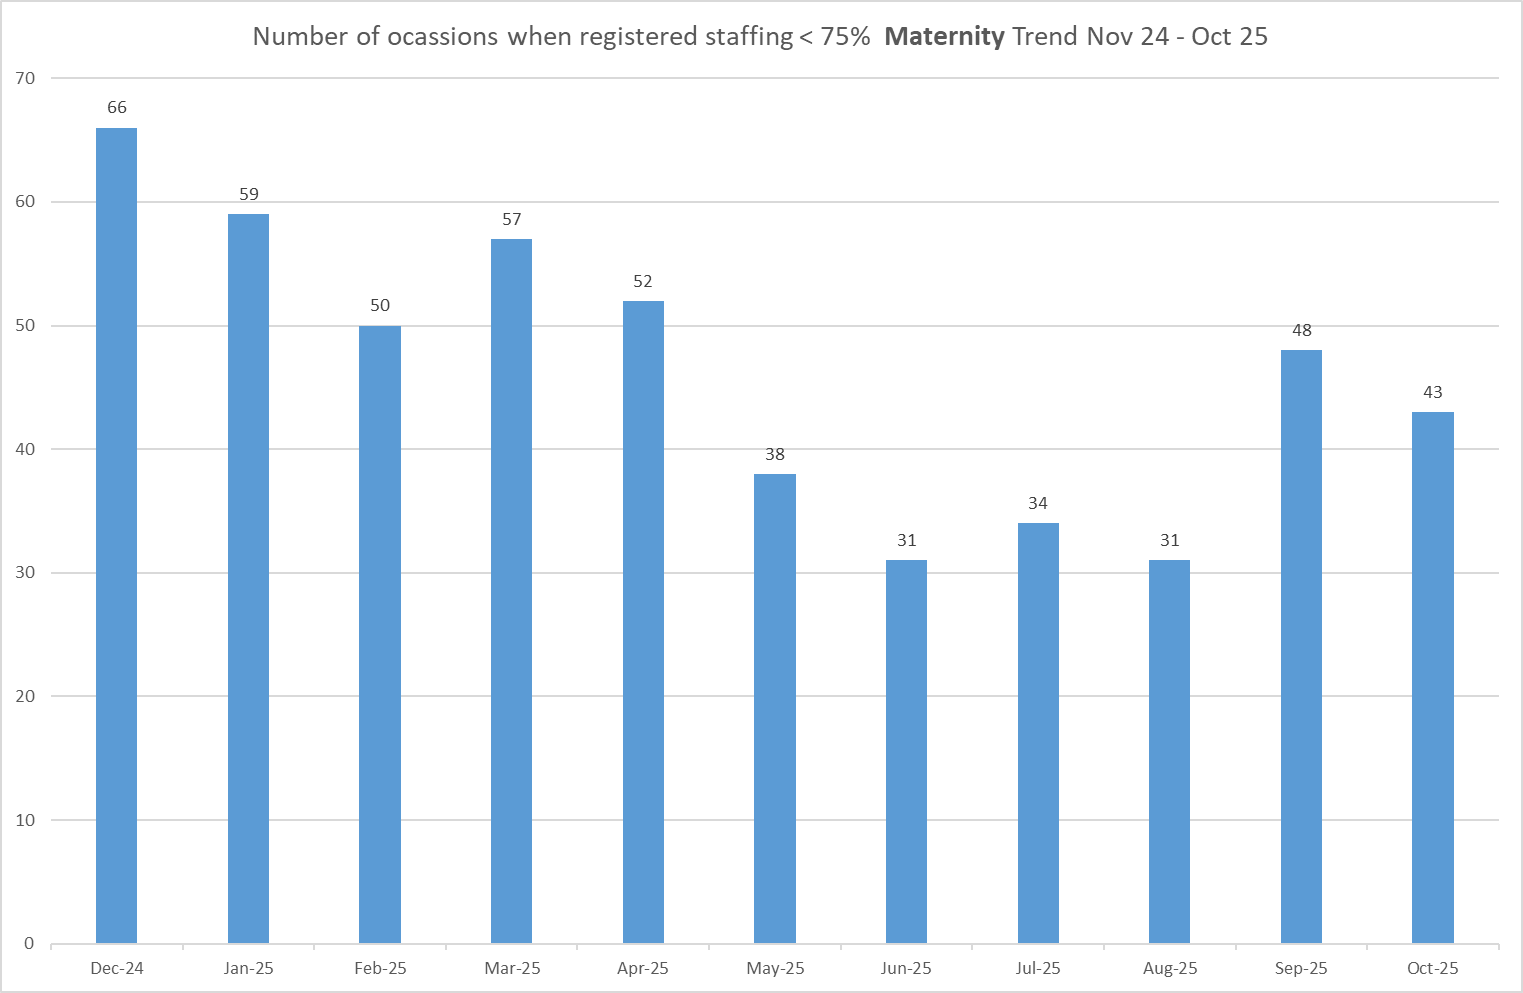 Number of ocassions when registered staffing < 75%  Maternity Trend Nov 24 - Oct 25
70
60
50
40
30
20
10
0
66
59
50
57
52
38
31
34
31
48
43
Dec-24
Jan-25
Feb-25
Mar-25
Apr-25
May-25
Jun-25
Jul-25
Aug-25
Sep-25
Oct-25